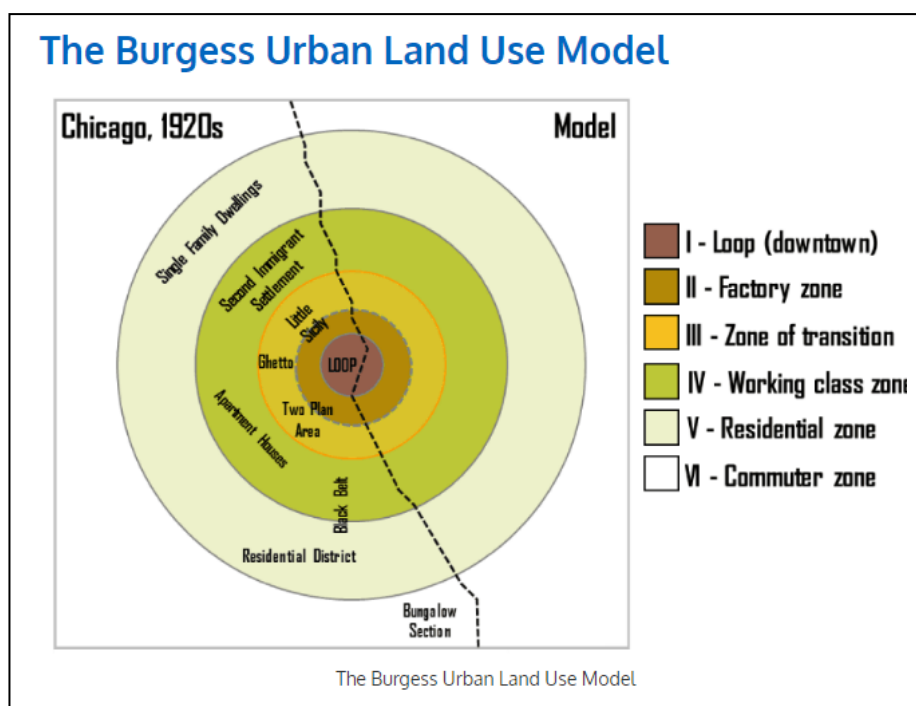 The Burgess Urban Land Use Model
Chicago, 1920s
Model
Single Family Dwellings
Second Immigrant
Settlement
Little
Sicily
Ghetto
LOOP
Two Plan
Area
Apartment Houses
Black Belt
Residential District
Bungalow
Section
I - Loop (downtown)
II - Factory zone
III - Zone of transition
IV - Working class zone
V - Residential zone
VI - Commuter zone
The Burgess Urban Land Use Model